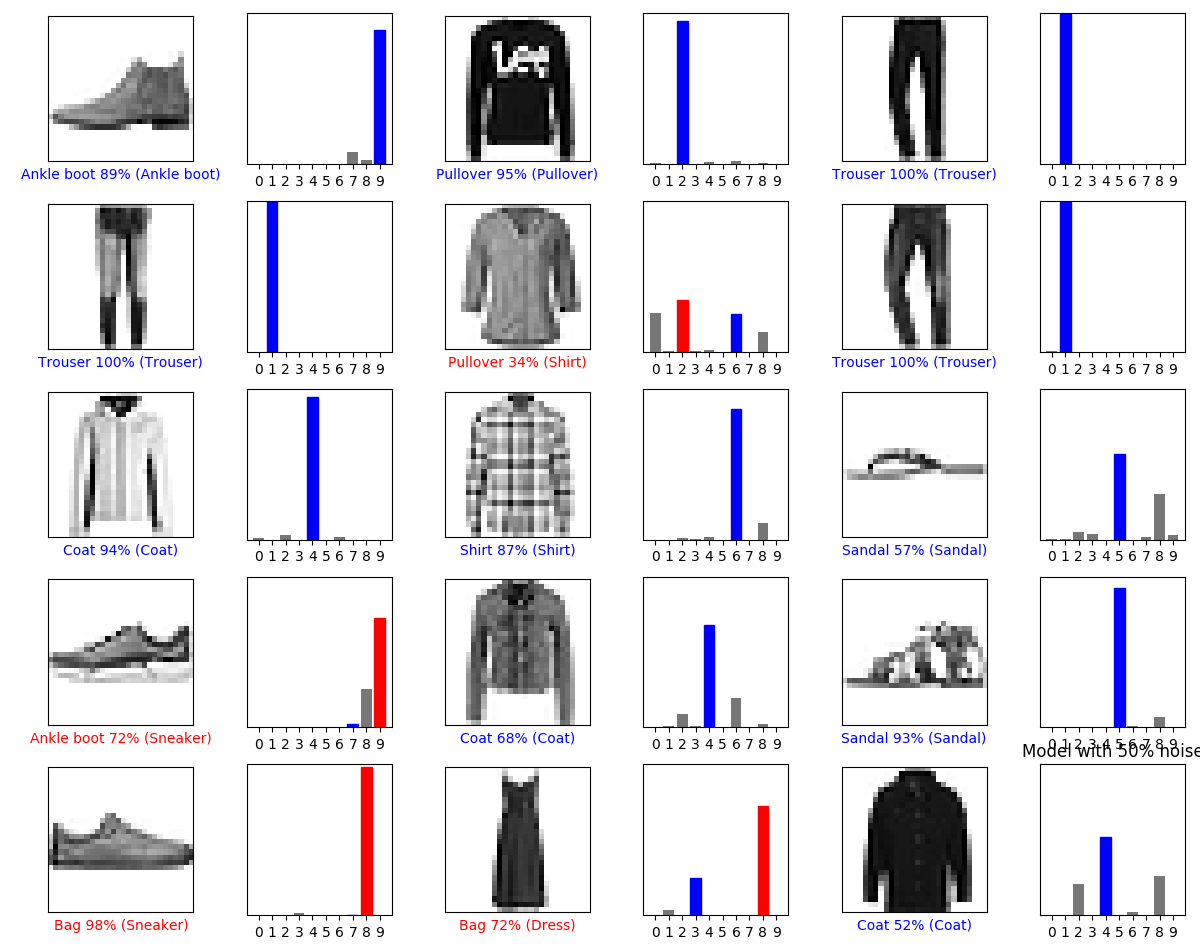 Lee
Ankle boot 89% (Ankle boot)
0 1 2 3 4 5 6 7 8 9
Pullover 95% (Pullover)
0 1 2 3 4 5 6 7 8 9
Trouser 100% (Trouser)
0 1 2 3 4 5 6 7 8 9
Trouser 100% (Trouser)
0 1 2 3 4 5 6 7 8 9
Pullover 34% (Shirt)
0 1 2 3 4 5 6 7 8 9
Trouser 100% (Trouser)
0 1 2 3 4 5 6 7 8 9
Coat 94% (Coat)
0 1 2 3 4 5 6 7 8 9
Shirt 87% (Shirt)
0 1 2 3 4 5 6 7 8 9
Sandal 57% (Sandal)
0 1 2 3 4 5 6 7 8 9
Ankle boot 72% (Sneaker)
0 1 2 3 4 5 6 7 8 9
Coat 68% (Coat)
0 1 2 3 4 5 6 7 8 9
Sandal 93% (Sandal)
0 1 2 3 4 5 6 7 8 9
Model with 50% noise
Bag 98% (Sneaker)
0 1 2 3 4 5 6 7 8 9
Bag 72% (Dress)
0 1 2 3 4 5 6 7 8 9
Coat 52% (Coat)
0 1 2 3 4 5 6 7 8 9